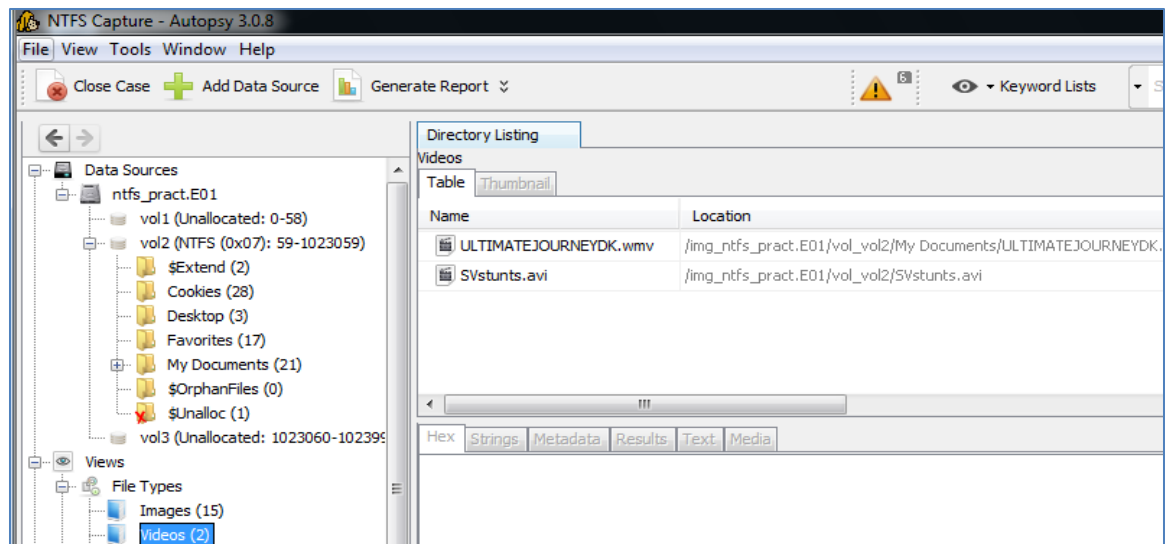 NTFS Capture - Autopsy 3.0.8
File View Tools Window Help
Close Case Add Data Source Generate Report 6 Keyword Lists
Data Sources
ntfs_pract.E01
vol1 (Unallocated: 0-58)
vol2 (NTFS (0x07): 59-1023059)
$Extend (2)
Cookies (28)
Desktop (3)
Favorites (17)
My Documents (21)
$OrphanFiles (0)
$Unalloc (1)
vol3 (Unallocated: 1023060-102399
Views
File Types
Images (15)
Videos (2)
Directory Listing
Videos
Table Thumbnail
Name Location
ULTIMATEJOURNEYDK.wmv /img_ntfs_pract.E01/vol_vol2/My Documents/ULTIMATEJOURNEYDK.
SVstunts.avi /img_ntfs_pract.E01/vol_vol2/SVstunts.avi
Hex Strings Metadata Results Text Media